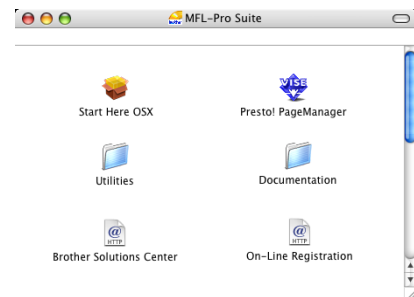 MFL-Pro Suite
Start Here OSX
Presto! PageManager
Utilities
Documentation
Brother Solutions Center
On-Line Registration